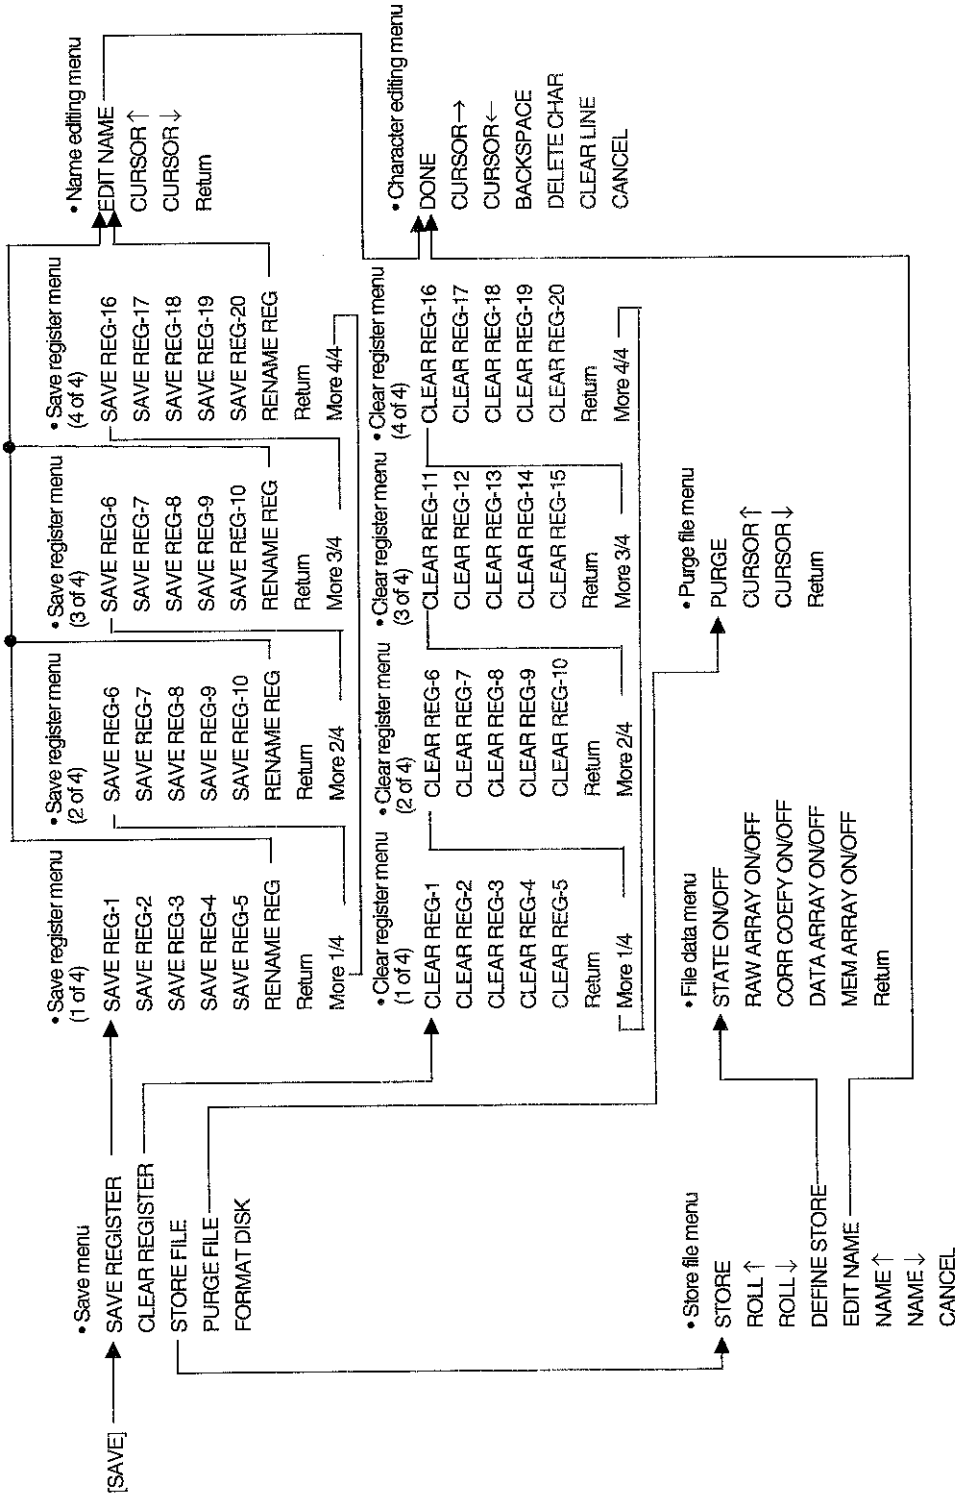 [SAVE]
• Save menu
SAVE REGISTER
CLEAR REGISTER
STORE FILE
PURGE FILE
FORMAT DISK
• Save register menu
(1 of 4)
SAVE REG-1
SAVE REG-2
SAVE REG-3
SAVE REG-4
SAVE REG-5
RENAME REG
Return
More 1/4
• Save register menu
(2 of 4)
SAVE REG-6
SAVE REG-7
SAVE REG-8
SAVE REG-9
SAVE REG-10
RENAME REG
Return
More 2/4
• Save register menu
(3 of 4)
SAVE REG-6
SAVE REG-7
SAVE REG-8
SAVE REG-9
SAVE REG-10
RENAME REG
Return
More 3/4
• Save register menu
(4 of 4)
SAVE REG-16
SAVE REG-17
SAVE REG-18
SAVE REG-19
SAVE REG-20
RENAME REG
Return
More 4/4
• Name editing menu
EDIT NAME
CURSOR ↑
CURSOR ↓
Return
• Clear register menu
(1 of 4)
CLEAR REG-1
CLEAR REG-2
CLEAR REG-3
CLEAR REG-4
CLEAR REG-5
Return
More 1/4
• Clear register menu
(2 of 4)
CLEAR REG-6
CLEAR REG-7
CLEAR REG-8
CLEAR REG-9
CLEAR REG-10
Return
More 2/4
• Clear register menu
(3 of 4)
CLEAR REG-11
CLEAR REG-12
CLEAR REG-13
CLEAR REG-14
CLEAR REG-15
Return
More 3/4
• Clear register menu
(4 of 4)
CLEAR REG-16
CLEAR REG-17
CLEAR REG-18
CLEAR REG-19
CLEAR REG-20
Return
More 4/4
• Character editing menu
DONE
CURSOR →
CURSOR ←
BACKSPACE
DELETE CHAR
CLEAR LINE
CANCEL
• Store file menu
STORE
ROLL ↑
ROLL ↓
DEFINE STORE
EDIT NAME
NAME ↑
NAME ↓
CANCEL
• File data menu
STATE ON/OFF
RAW ARRAY ON/OFF
CORR COEFY ON/OFF
DATA ARRAY ON/OFF
MEM ARRAY ON/OFF
Return
• Purge file menu
PURGE
CURSOR ↑
CURSOR ↓
Return